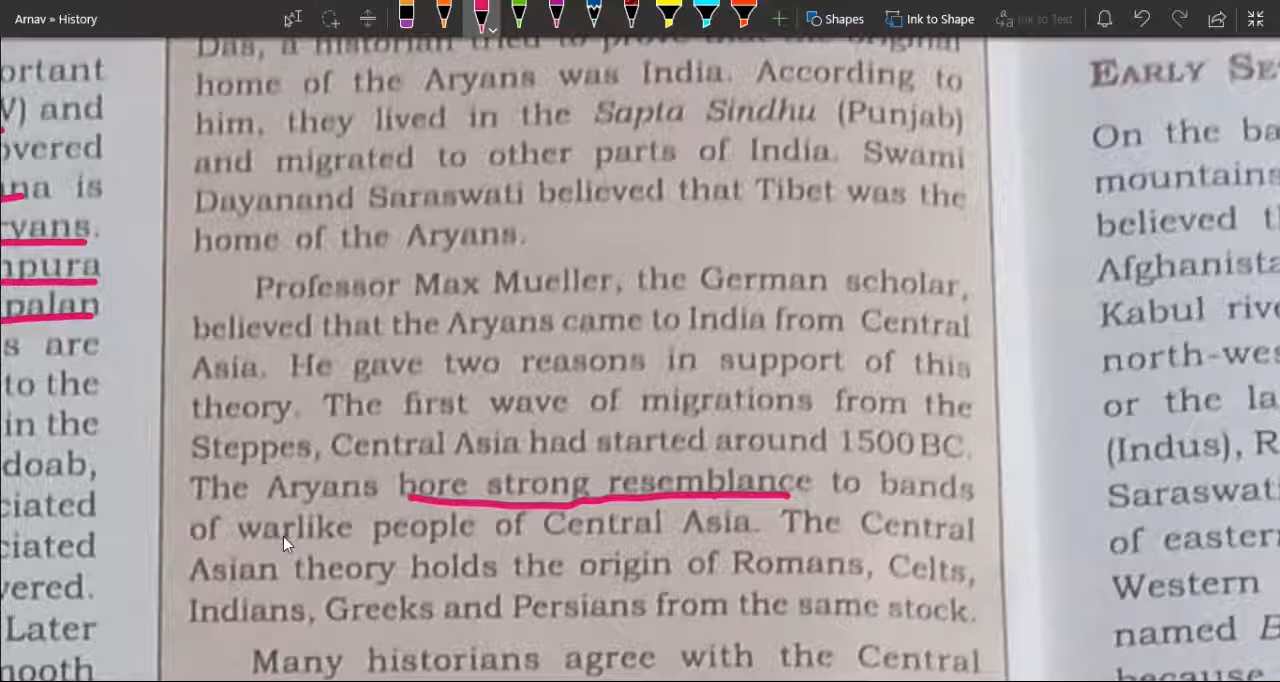 Arnav » History
Shapes
Ink to Shape
Ink to Text
ortant
V) and
overed
na is
ryans.
npura
palan
s are
to the
in the
doab,
ciated
ciated
vered.
Later
mooth
Das, a historian tried to prove that the original
home of the Aryans was India. According to
him, they lived in the Sapta Sindhu (Punjab)
and migrated to other parts of India. Swami
Dayanand Saraswati believed that Tibet was the
home of the Aryans.
Professor Max Mueller, the German scholar,
believed that the Aryans came to India from Central
Asia. He gave two reasons in support of this
theory. The first wave of migrations from the
Steppes, Central Asia had started around 1500 BC.
The Aryans bore strong resemblance to bands
of warlike people of Central Asia. The Central
Asian theory holds the origin of Romans, Celts,
Indians, Greeks and Persians from the same stock.
Many historians agree with the Central
EARLY SE
On the ba
mountains
believed t
Afghanista
Kabul rive
north-wes
or the la
(Indus), R
Saraswati
of eastern
Western
named B
because